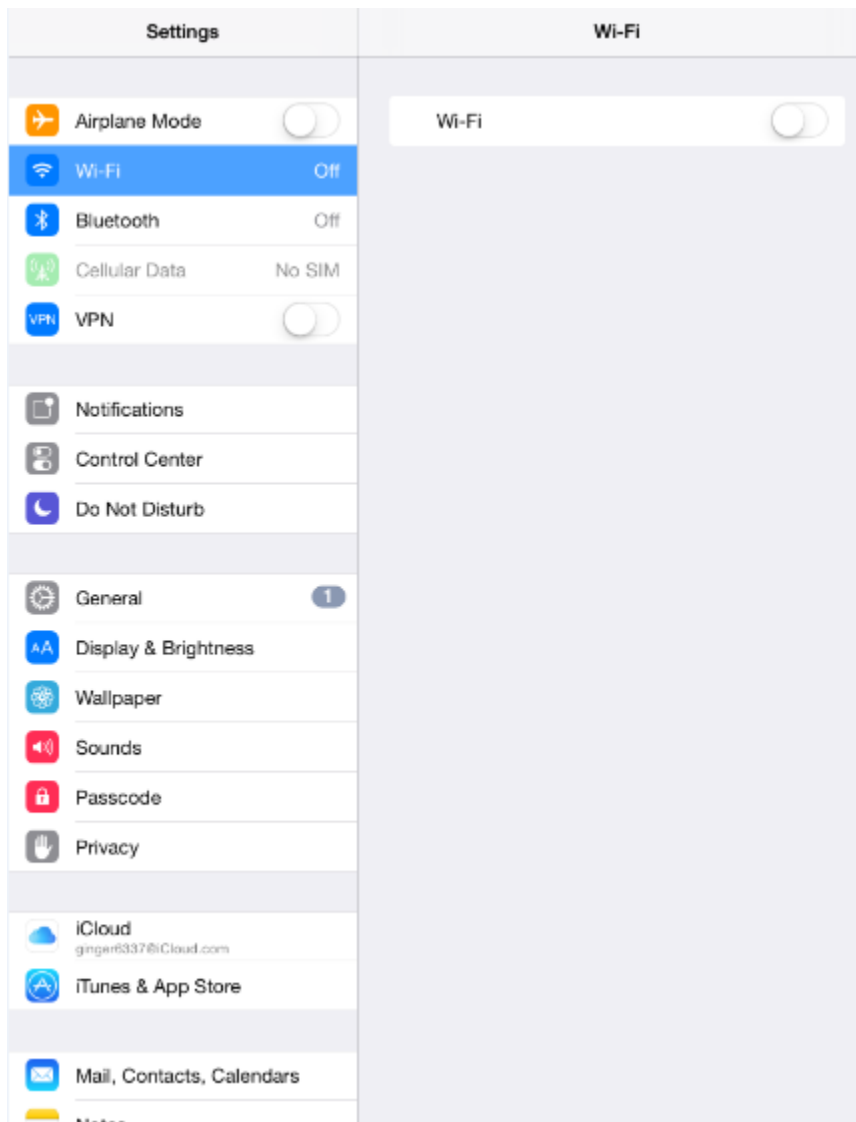 Settings
Wi-Fi
Airplane Mode
Wi-Fi Off
Bluetooth Off
Cellular Data No SIM
VPN VPN
Notifications
Control Center
Do Not Disturb
General 1
AA Display & Brightness
Wallpaper
Sounds
Passcode
Privacy
iCloud
ginger6337@iCloud.com
iTunes & App Store
Mail, Contacts, Calendars
Wi-Fi